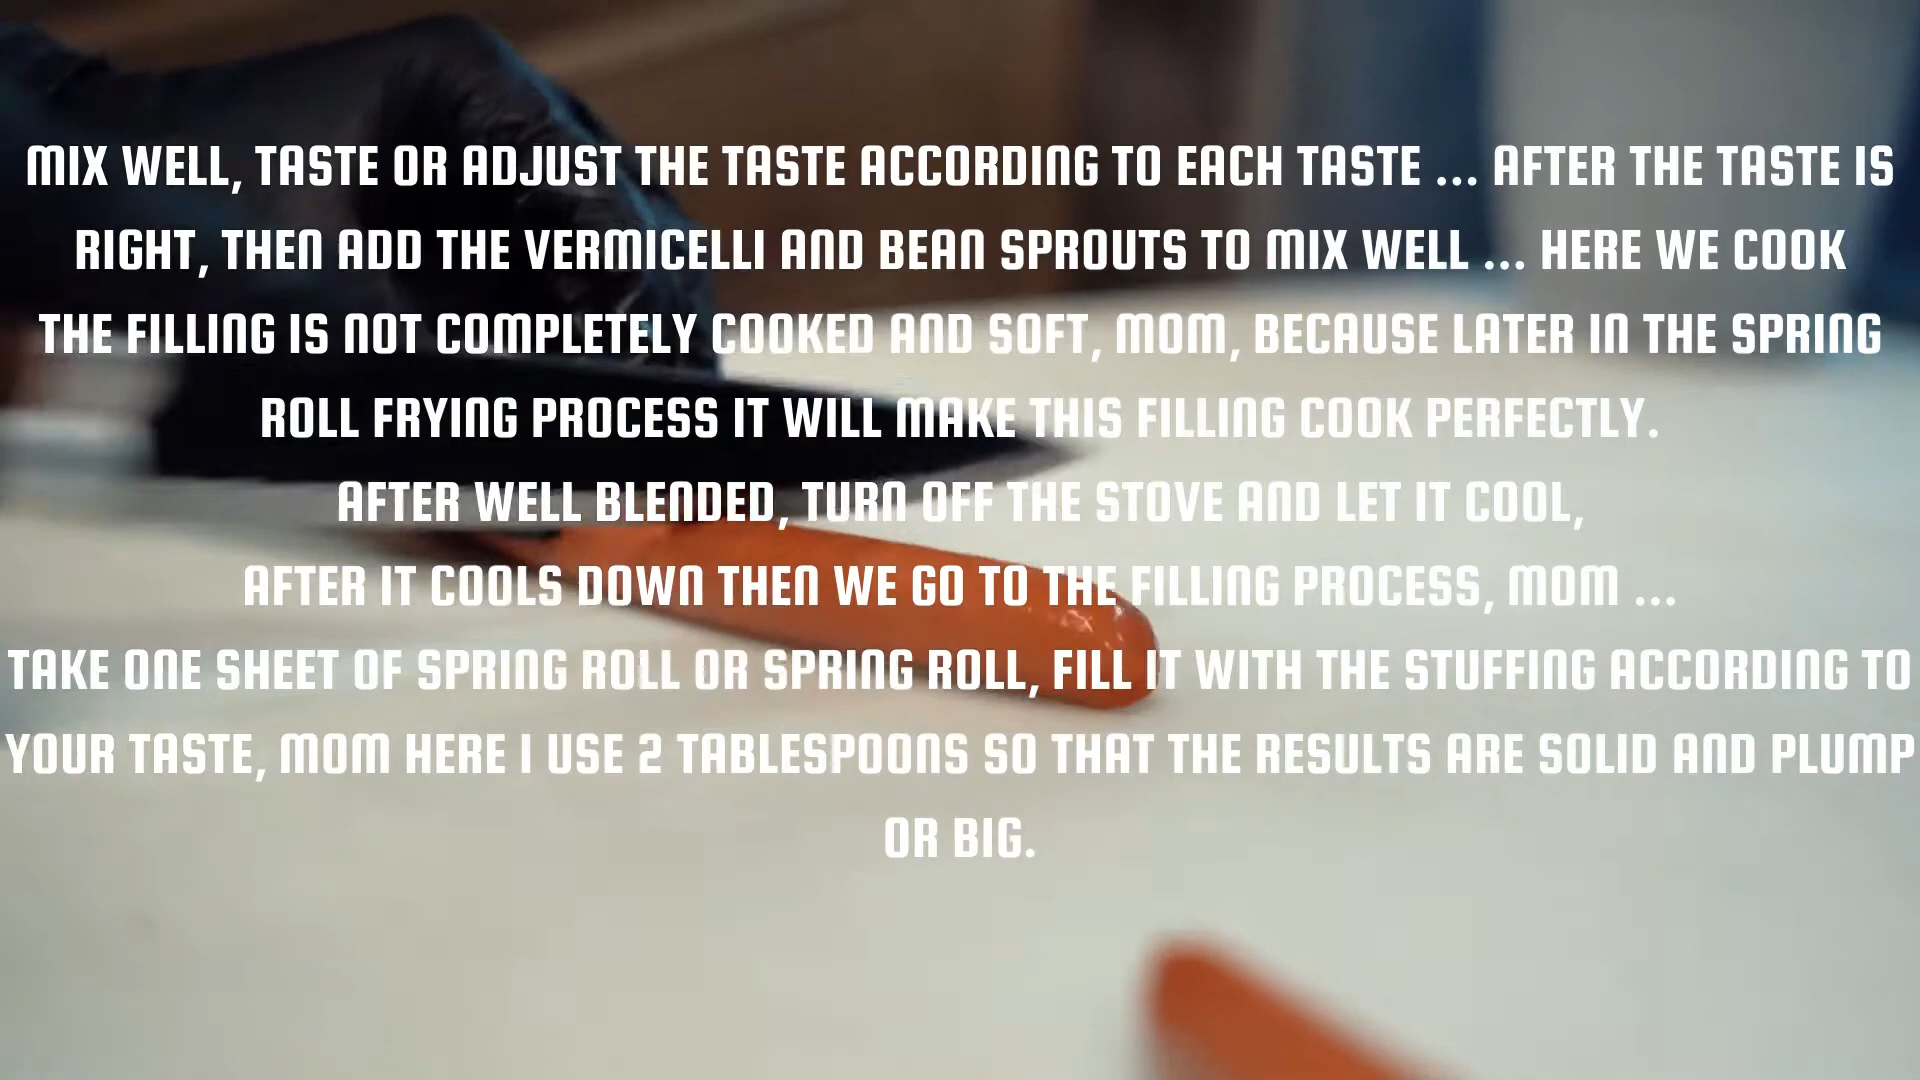 MIX WELL, TASTE OR ADJUST THE TASTE ACCORDING TO EACH TASTE ... AFTER THE TASTE IS
RIGHT, THEN ADD THE VERMICELLI AND BEAN SPROUTS TO MIX WELL ... HERE WE COOK
THE FILLING IS NOT COMPLETELY COOKED AND SOFT, MOM, BECAUSE LATER IN THE SPRING
ROLL FRYING PROCESS IT WILL MAKE THIS FILLING COOK PERFECTLY.
AFTER WELL BLENDED, TURN OFF THE STOVE AND LET IT COOL,
AFTER IT COOLS DOWN THEN WE GO TO THE FILLING PROCESS, MOM ...
TAKE ONE SHEET OF SPRING ROLL OR SPRING ROLL, FILL IT WITH THE STUFFING ACCORDING TO
YOUR TASTE, MOM HERE I USE 2 TABLESPOONS SO THAT THE RESULTS ARE SOLID AND PLUMP
OR BIG.